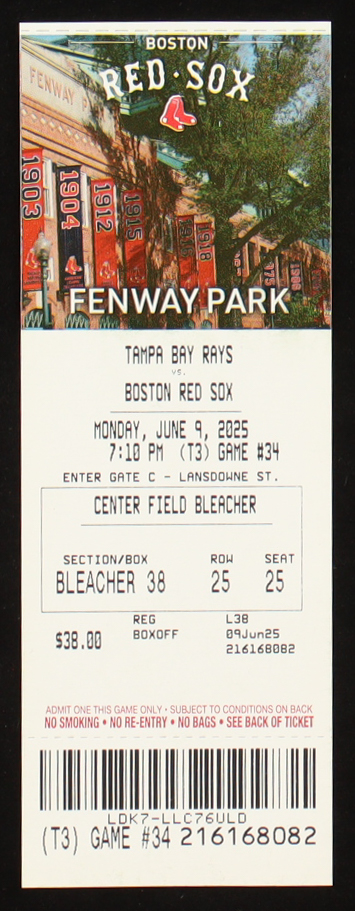 BOSTON
RED·SOX
FENWAY P
1903
1904
1912
1915
1918
FENWAY PARK
TAMPA BAY RAYS
VS.
BOSTON RED SOX
MONDAY, JUNE 9, 2025
7:10 PM (T3) GAME #34
ENTER GATE C - LANSDOWNE ST.
CENTER FIELD BLEACHER
SECTION/BOX ROW SEAT
BLEACHER 38 25 25
REG L38
$38.00 BOXOFF 09Jun25
216168082
ADMIT ONE THIS GAME ONLY • SUBJECT TO CONDITIONS ON BACK
NO SMOKING • NO RE-ENTRY • NO BAGS • SEE BACK OF TICKET
LDK7-LLC76ULD
(T3) GAME #34 216168082